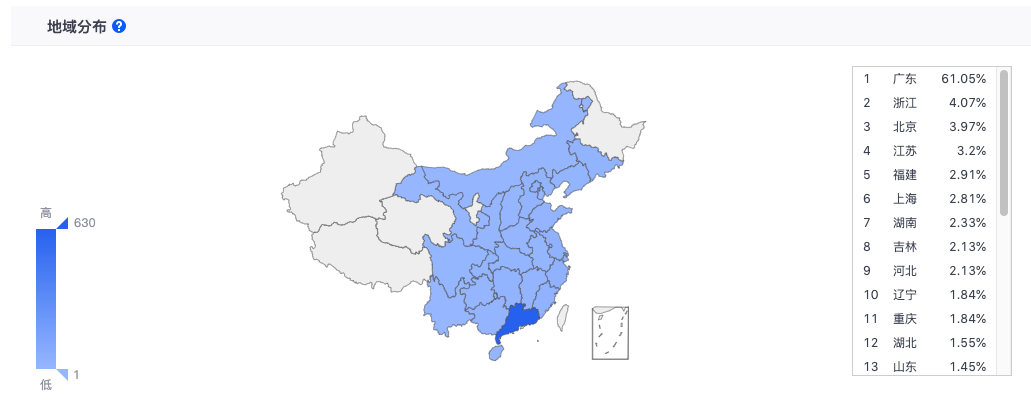 地域分布 ?
高
630
低
1
1 广东 61.05%
2 浙江 4.07%
3 北京 3.97%
4 江苏 3.2%
5 福建 2.91%
6 上海 2.81%
7 湖南 2.33%
8 吉林 2.13%
9 河北 2.13%
10 辽宁 1.84%
11 重庆 1.84%
12 湖北 1.55%
13 山东 1.45%